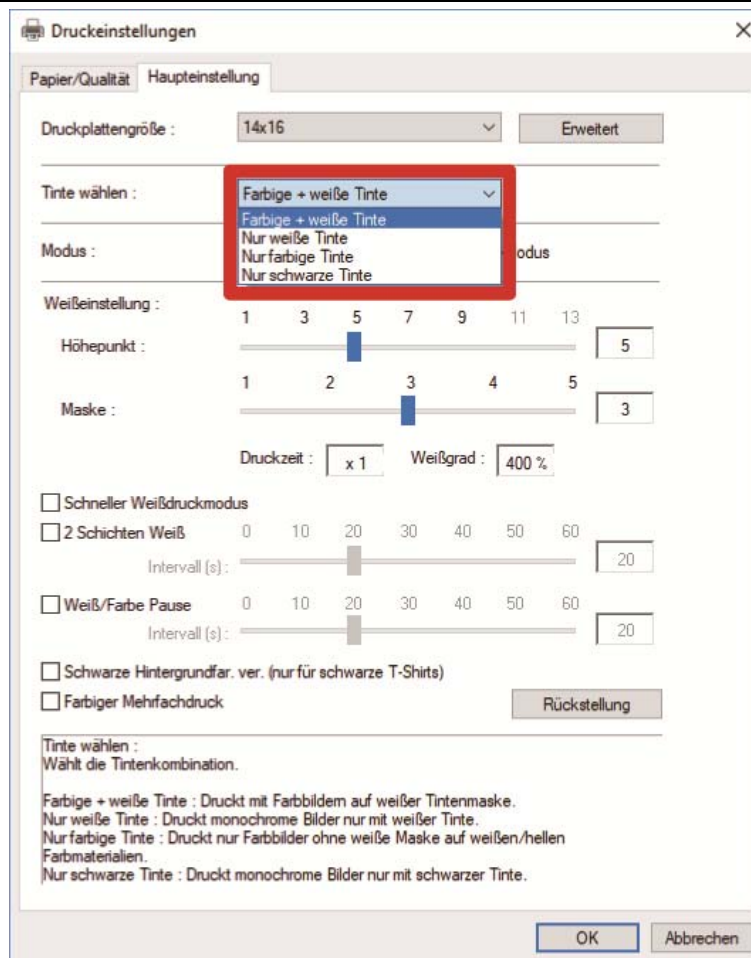 Druckeinstellungen
Papier/Qualität Haupteinstellung
Druckplattengröße : 14x16 Erweitert
Tinte wählen : Farbige + weiße Tinte
Farbige + weiße Tinte
Nur weiße Tinte
Modus : Nur farbige Tinte odus
Nur schwarze Tinte
Weißeinstellung :
1 3 5 7 9 11 13
Höhepunkt : 5
1 2 3 4 5
Maske : 3
Druckzeit : x 1 Weißgrad : 400 %
Schneller Weißdruckmodus
2 Schichten Weiß 0 10 20 30 40 50 60
Intervall (s) : 20
Weiß/Farbe Pause 0 10 20 30 40 50 60
Intervall (s) : 20
Schwarze Hintergrundfar. ver. (nur für schwarze T-Shirts)
Farbiger Mehrfachdruck Rückstellung
Tinte wählen :
Wählt die Tintenkombination.
Farbige + weiße Tinte : Druckt mit Farbbildern auf weißer Tintenmaske.
Nur weiße Tinte : Druckt monochrome Bilder nur mit weißer Tinte.
Nur farbige Tinte : Druckt nur Farbbilder ohne weiße Maske auf weißen/hellen
Farbmaterialien.
Nur schwarze Tinte : Druckt monochrome Bilder nur mit schwarzer Tinte.
OK Abbrechen